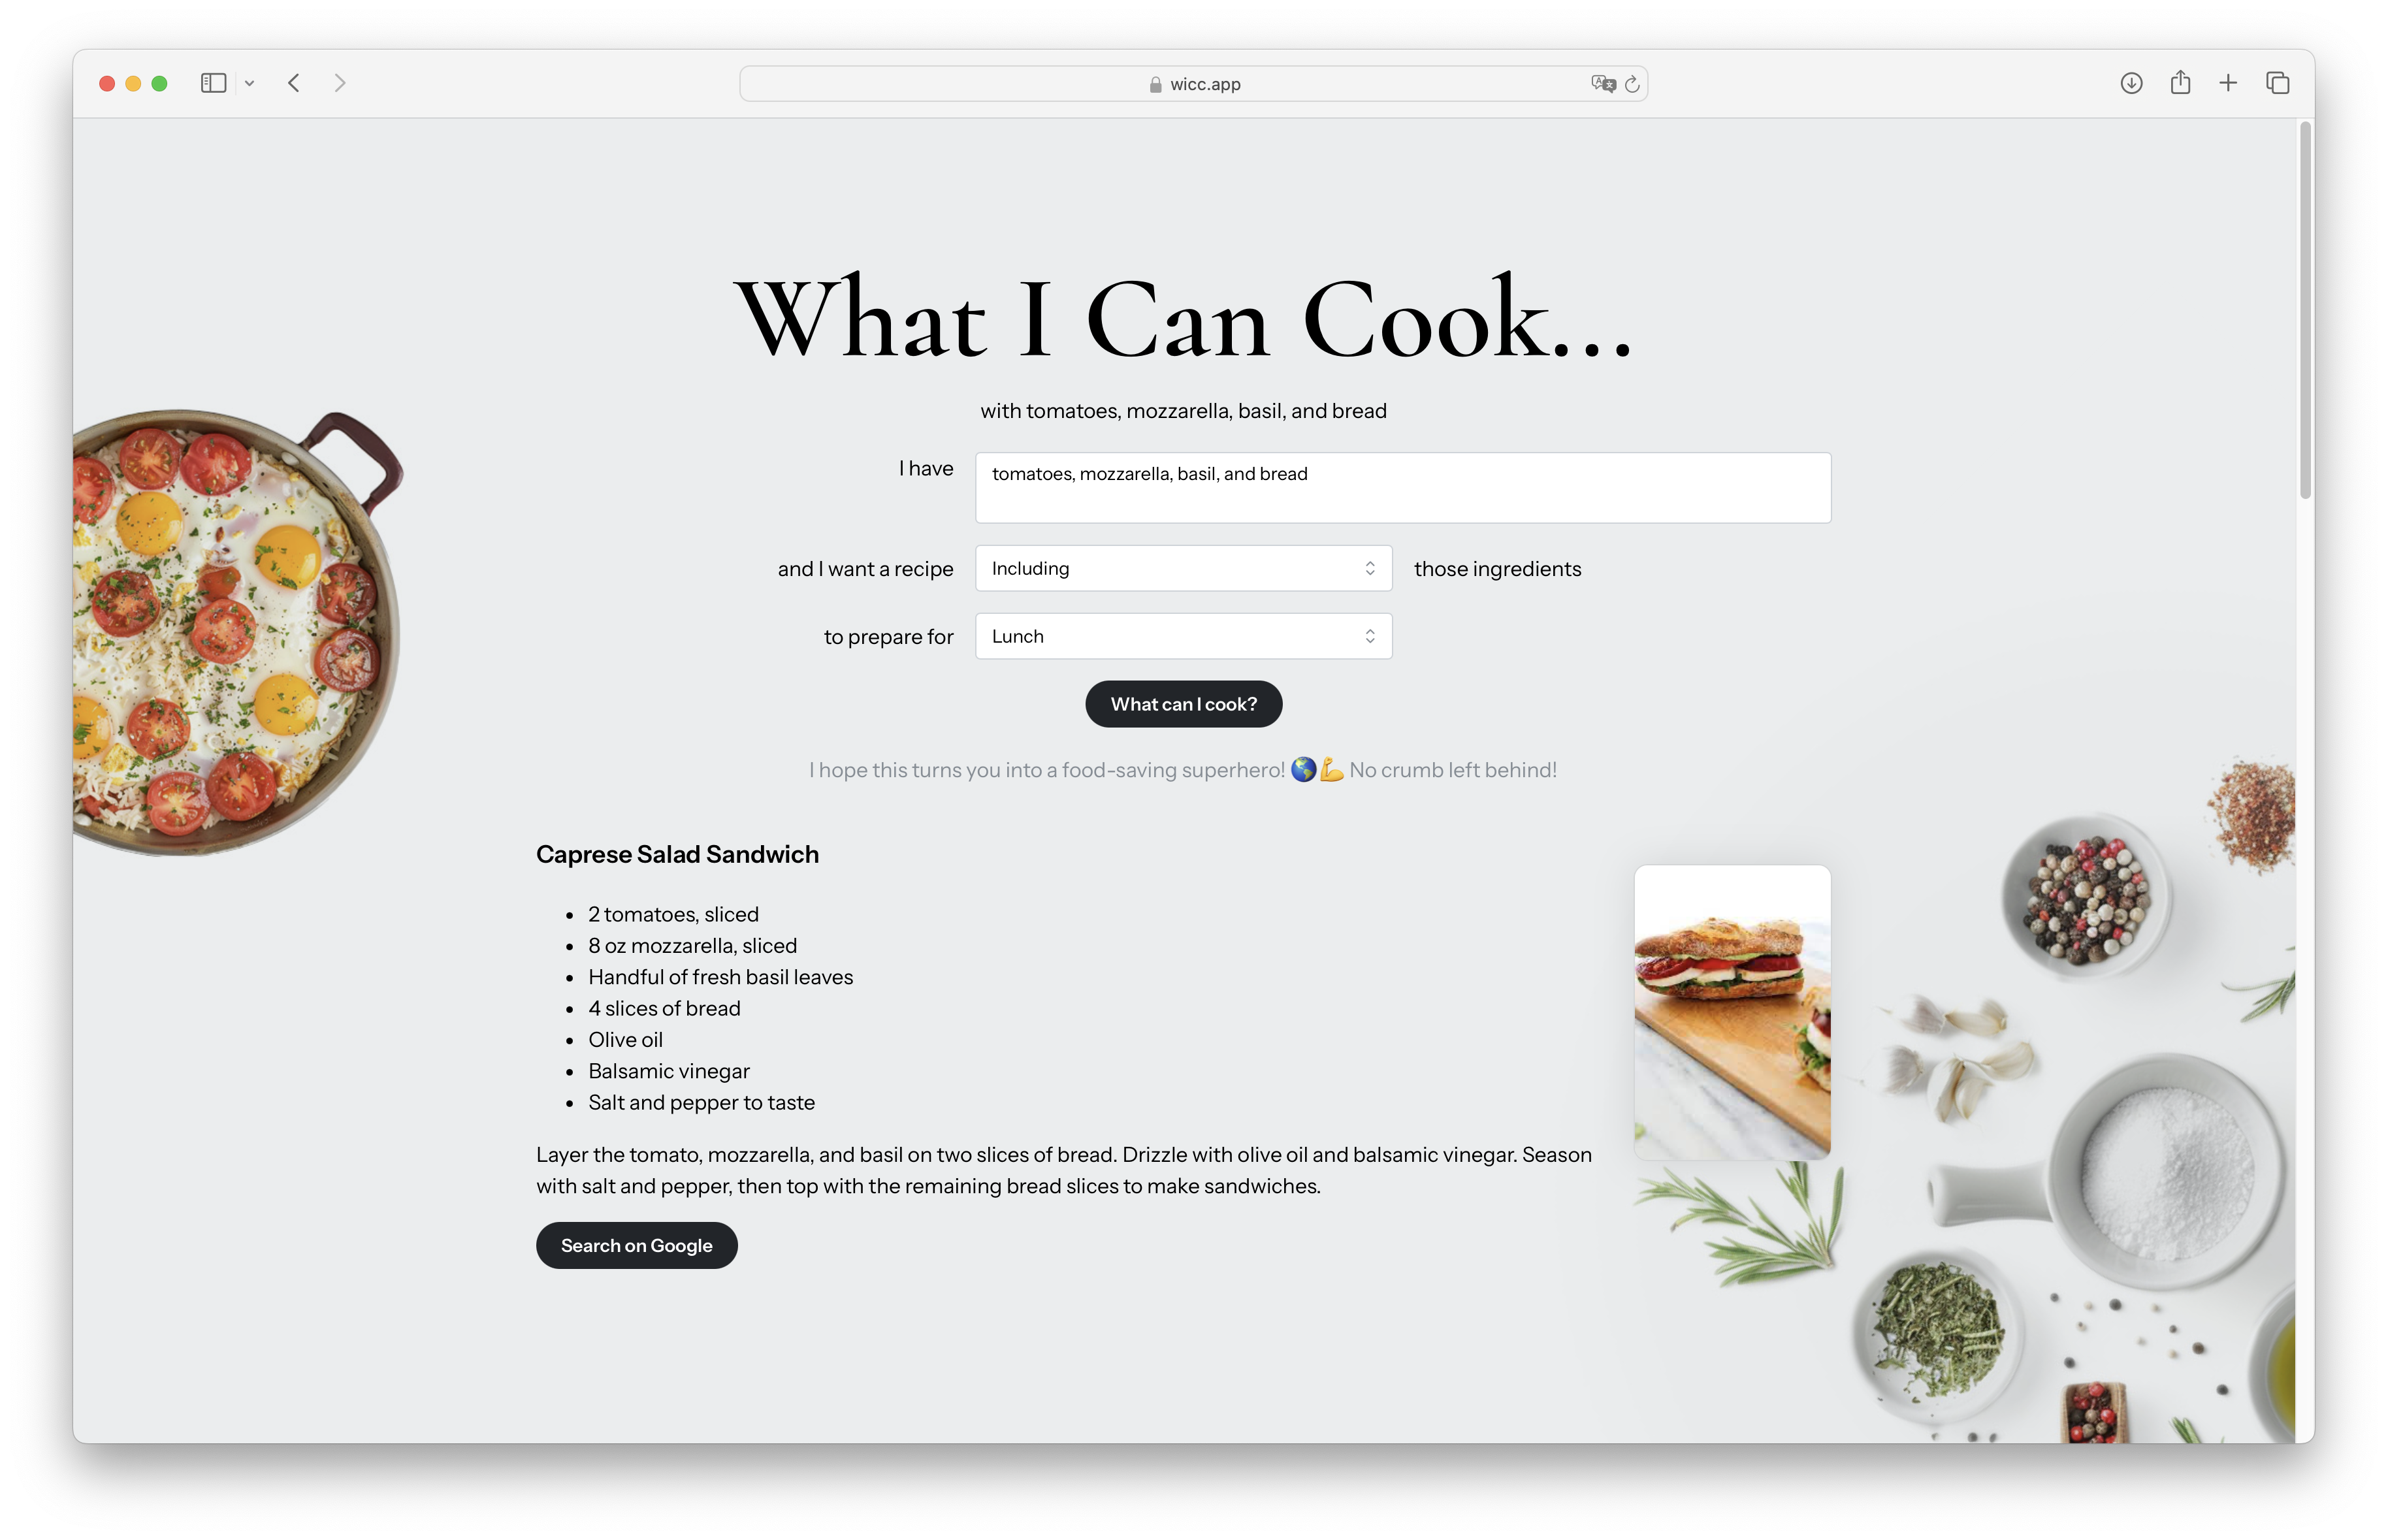 wicc.app
What I Can Cook...
with tomatoes, mozzarella, basil, and bread
I have
tomatoes, mozzarella, basil, and bread
and I want a recipe
Including
those ingredients
to prepare for
Lunch
What can I cook?
I hope this turns you into a food-saving superhero! 🌎💪 No crumb left behind!
Caprese Salad Sandwich
• 2 tomatoes, sliced
• 8 oz mozzarella, sliced
• Handful of fresh basil leaves
• 4 slices of bread
• Olive oil
• Balsamic vinegar
• Salt and pepper to taste
Layer the tomato, mozzarella, and basil on two slices of bread. Drizzle with olive oil and balsamic vinegar. Season
with salt and pepper, then top with the remaining bread slices to make sandwiches.
Search on Google